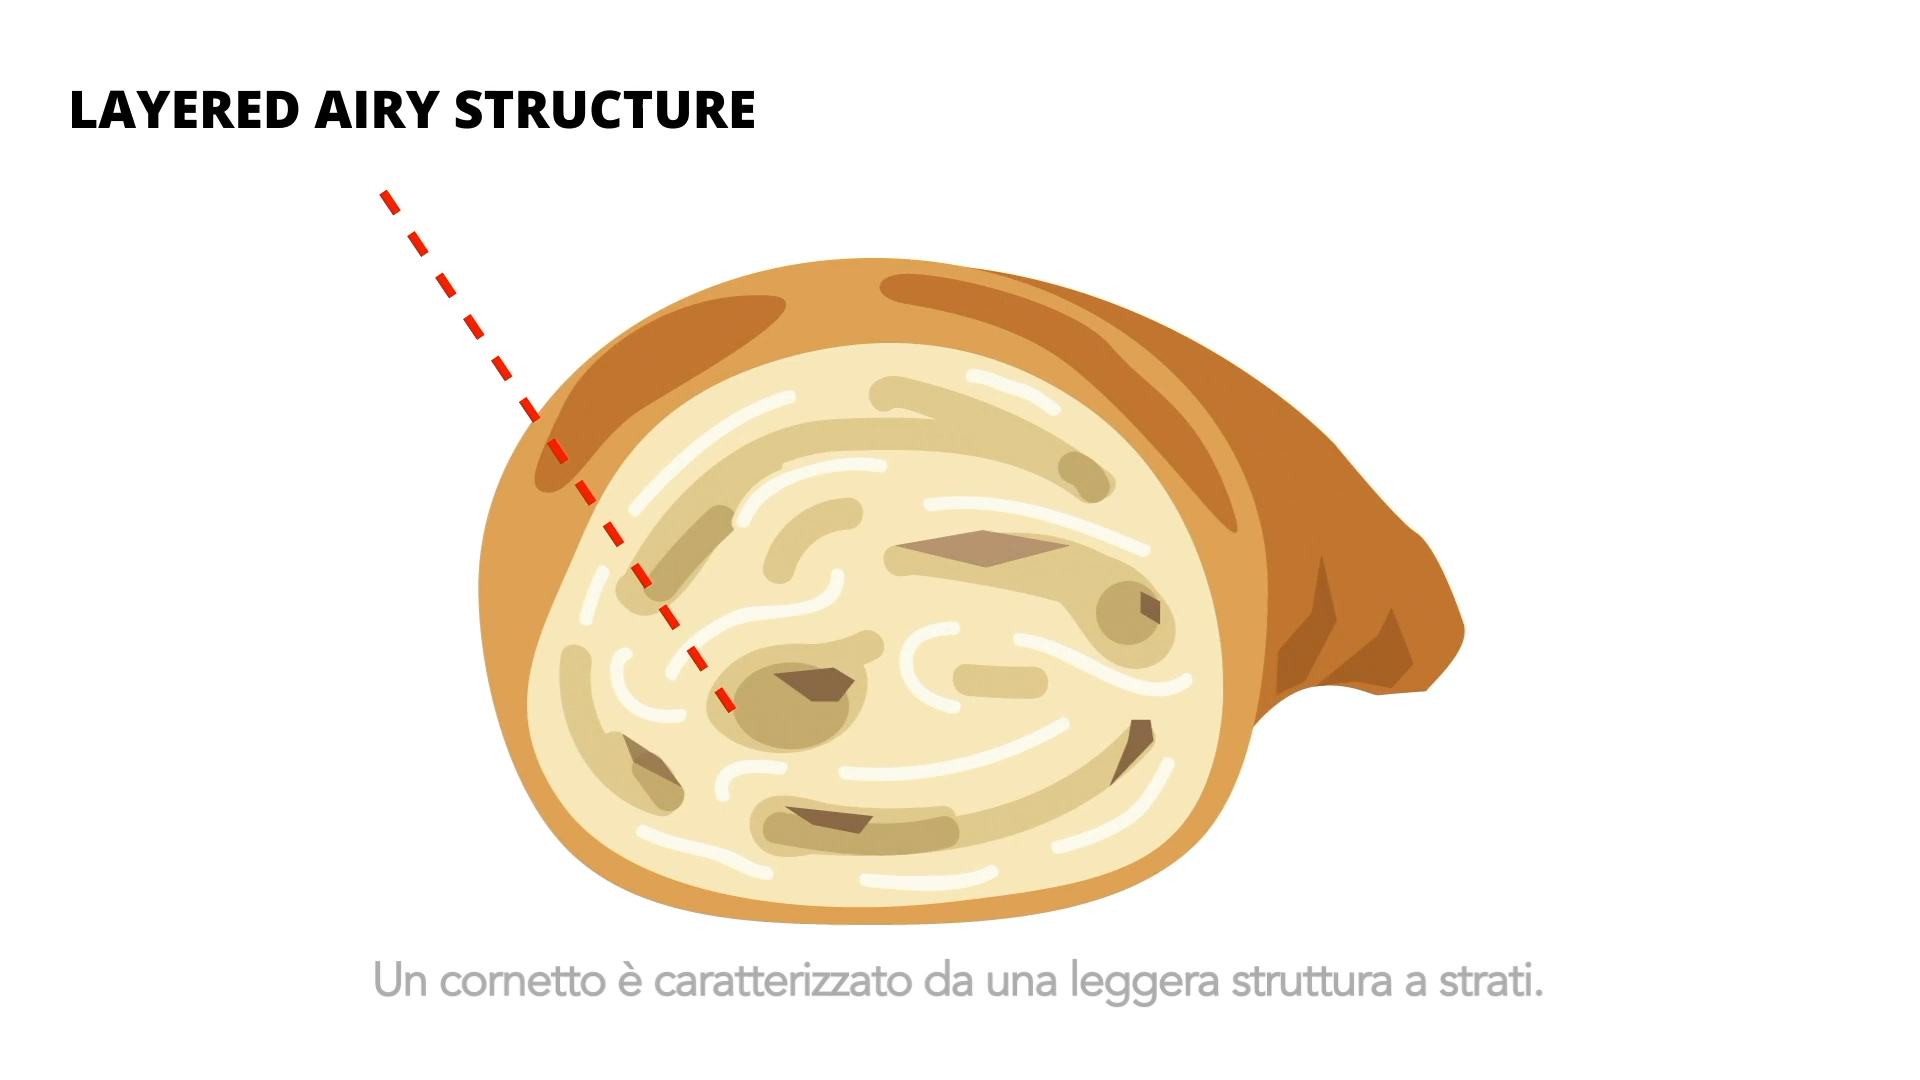 LAYERED AIRY STRUCTURE
Un cornetto è caratterizzato da una leggera struttura a strati.